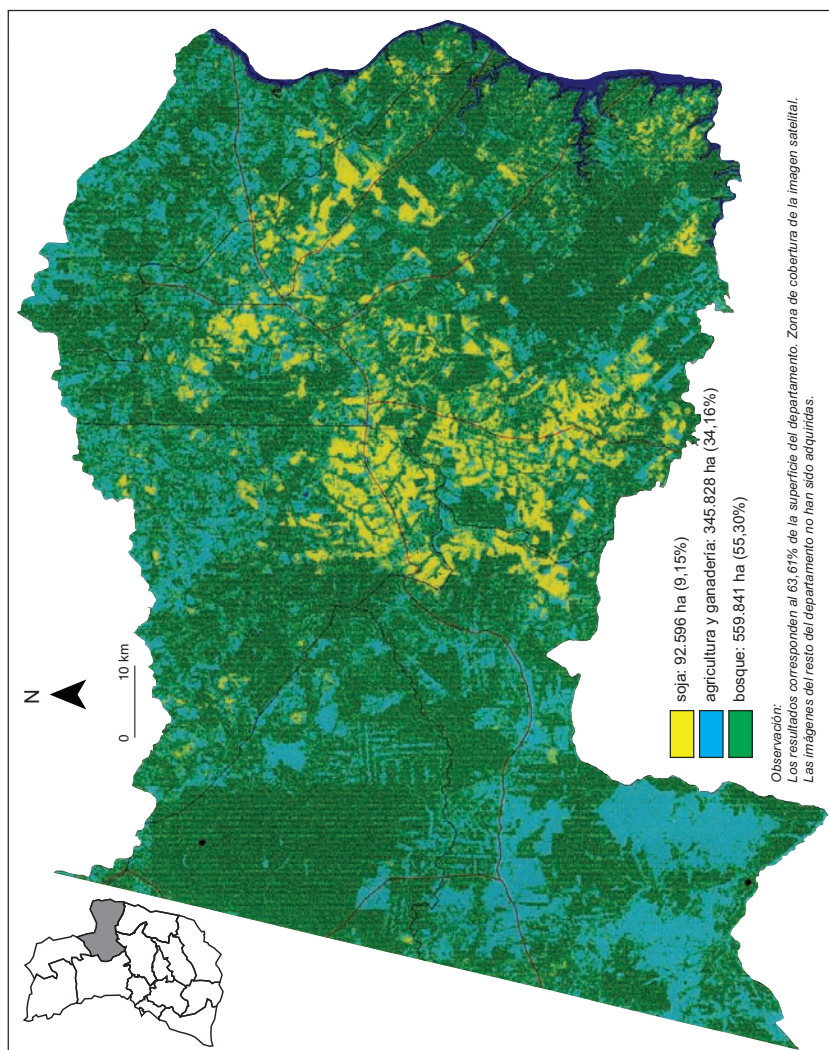 N
0 10 km
soja: 92.596 ha (9,15%)
agricultura y ganadería: 345.828 ha (34,16%)
bosque: 559.841 ha (55,30%)
Observación:
Los resultados corresponden al 63,61% de la superficie del departamento. Zona de cobertura de la imagen satelital.
Las imágenes del resto del departamento no han sido adquiridas.